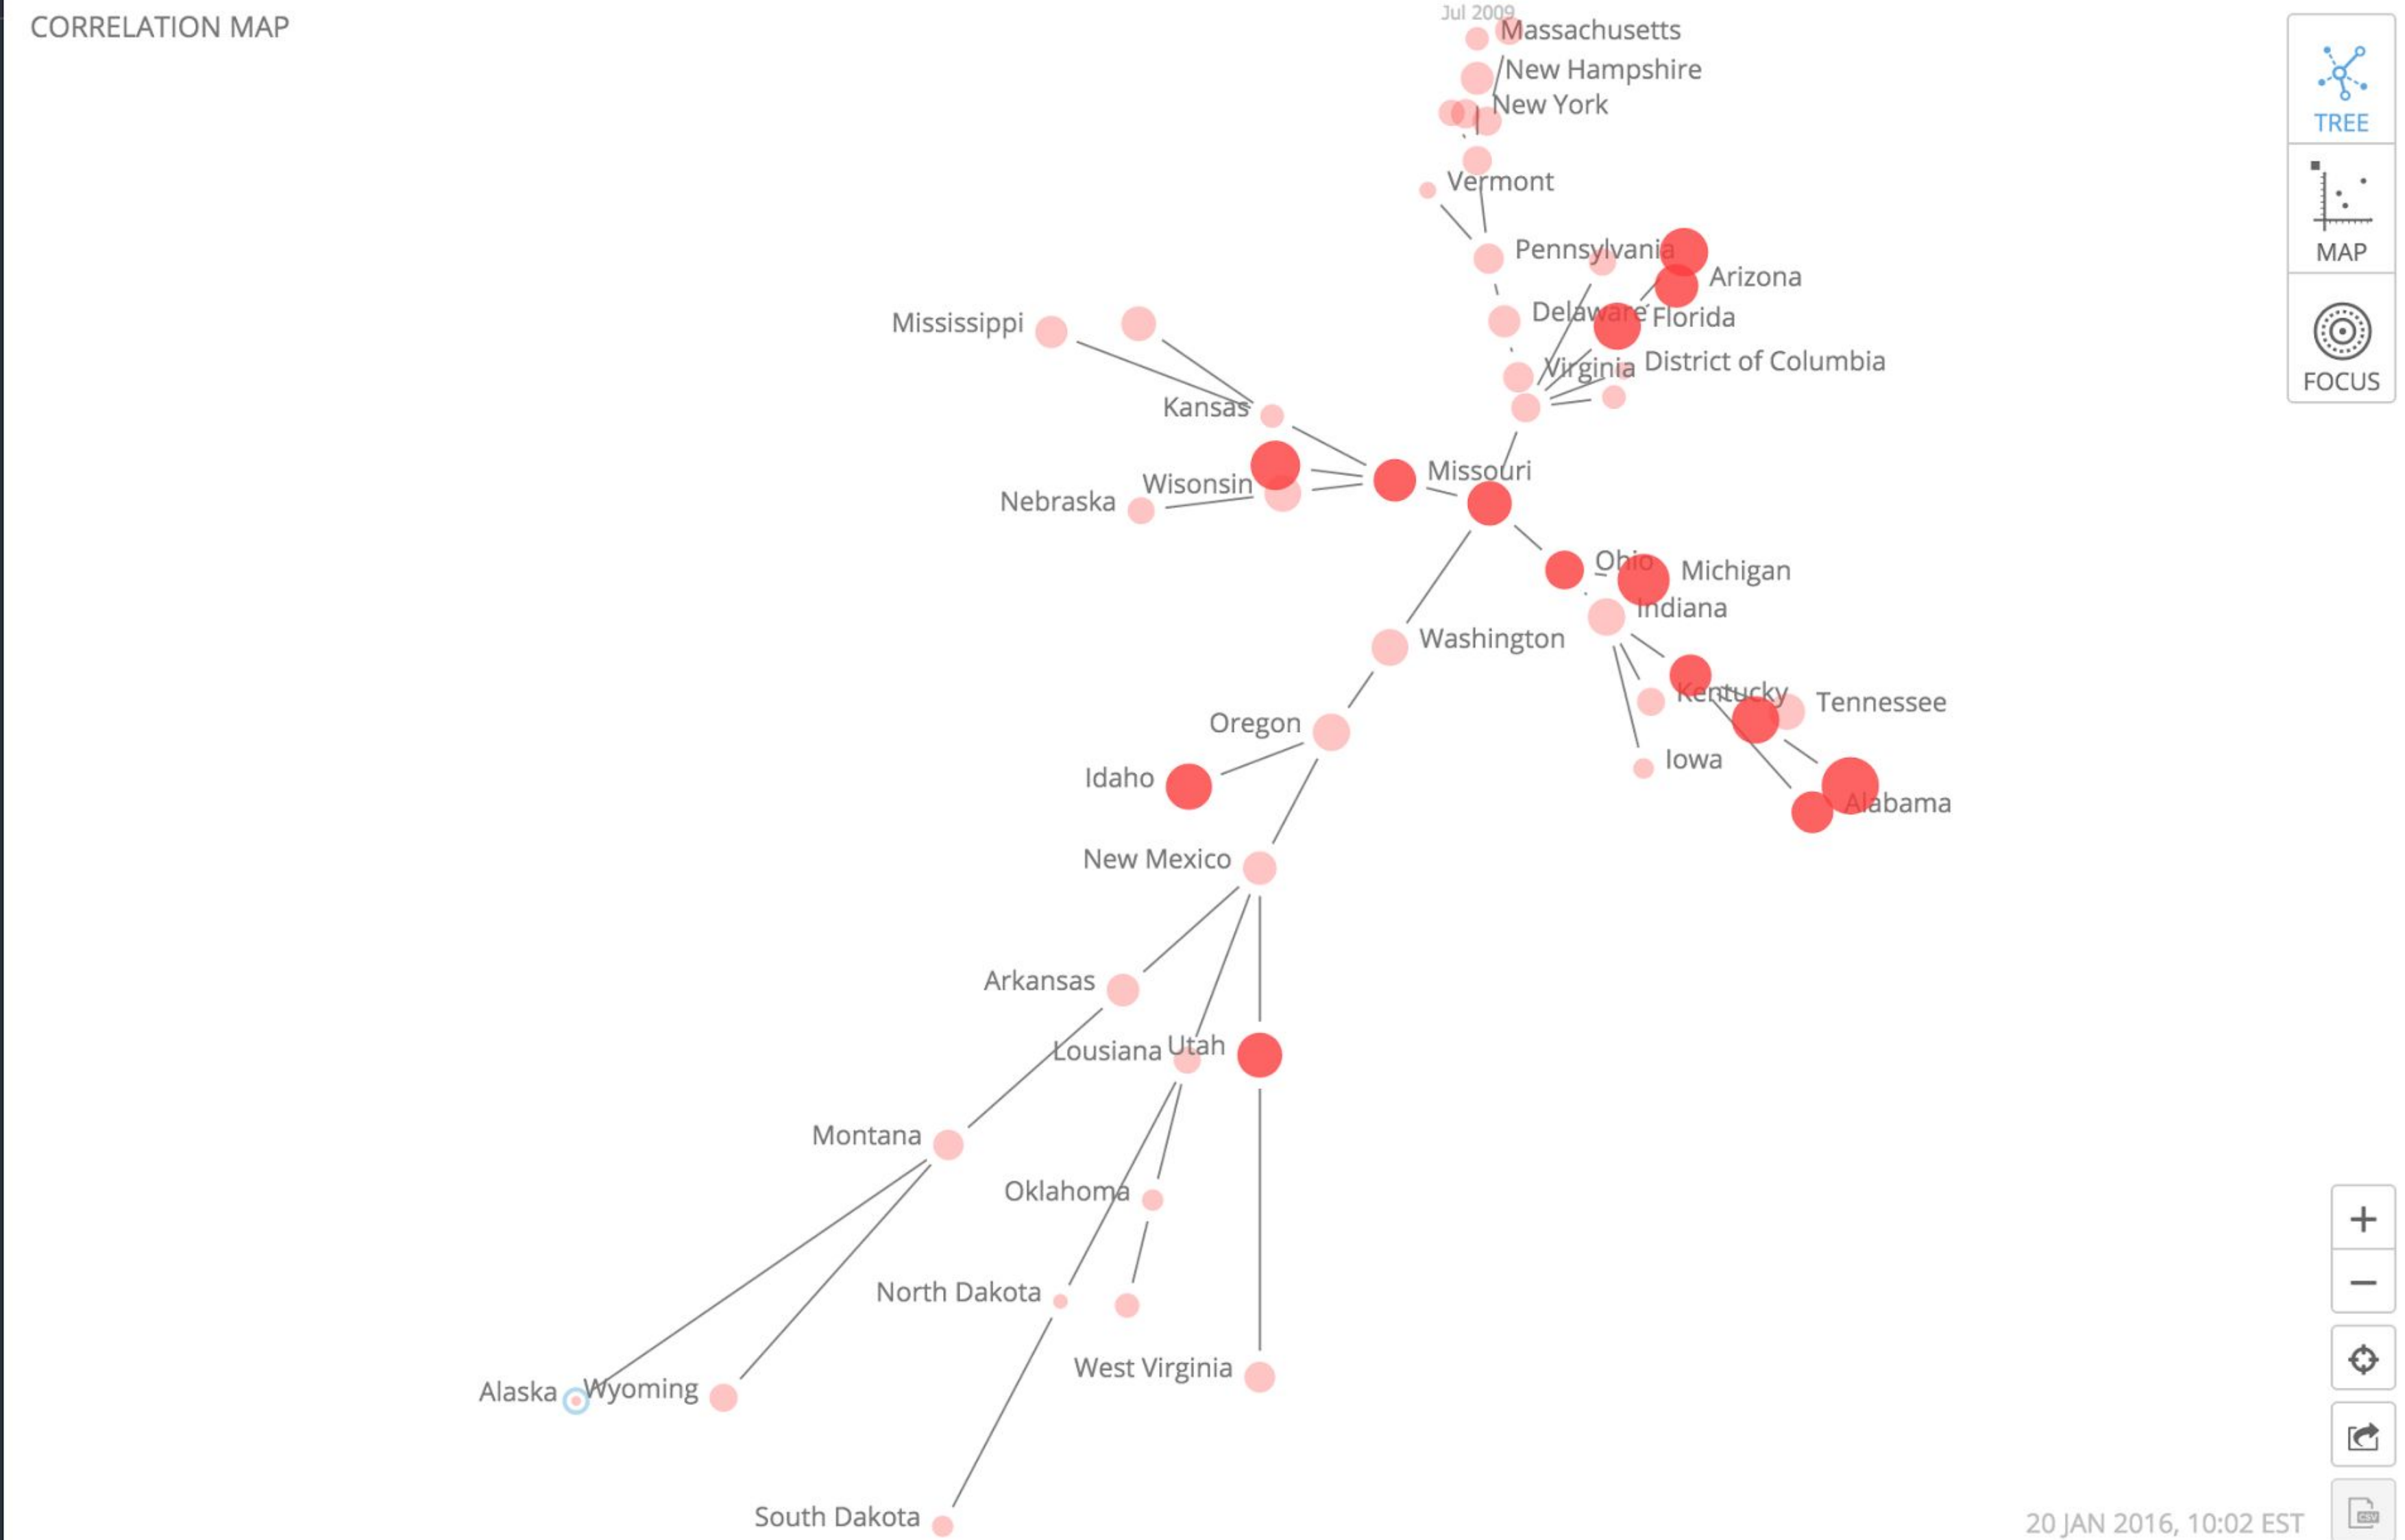 CORRELATION MAP
Jul 2009
Massachusetts
New Hampshire
New York
TREE
Vermont
Pennsylvania
MAP
Arizona
Delaware
Florida
Mississippi
Virginia
District of Columbia
FOCUS
Kansas
Missouri
Wisonsin
Nebraska
Ohio
Michigan
Indiana
Washington
Kentucky
Tennessee
Oregon
Iowa
Idaho
Alabama
New Mexico
Arkansas
Lousiana
Utah
Montana
Oklahoma
North Dakota
West Virginia
Alaska
Wyoming
South Dakota
CSV
20 JAN 2016, 10:02 EST